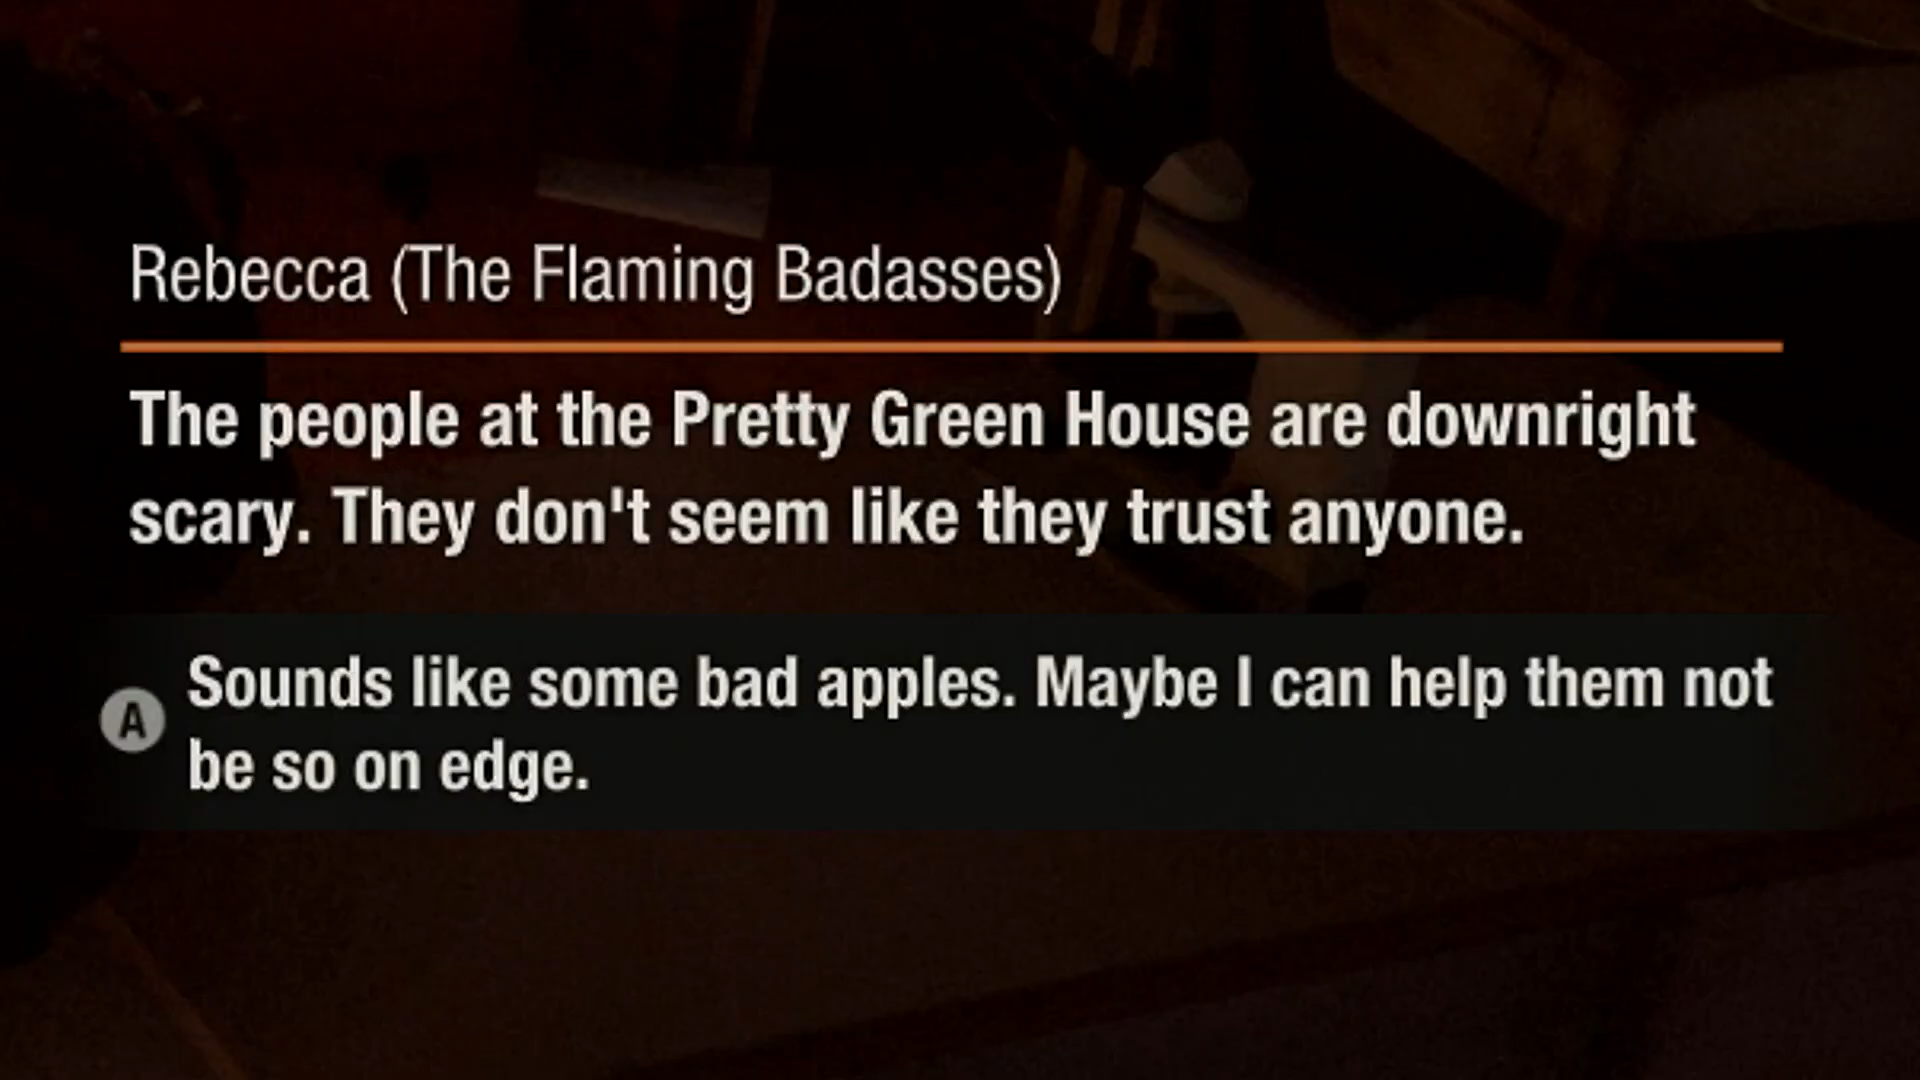 Rebecca (The Flaming Badasses)
The people at the Pretty Green House are downright
scary. They don't seem like they trust anyone.
A
Sounds like some bad apples. Maybe I can help them not
be so on edge.